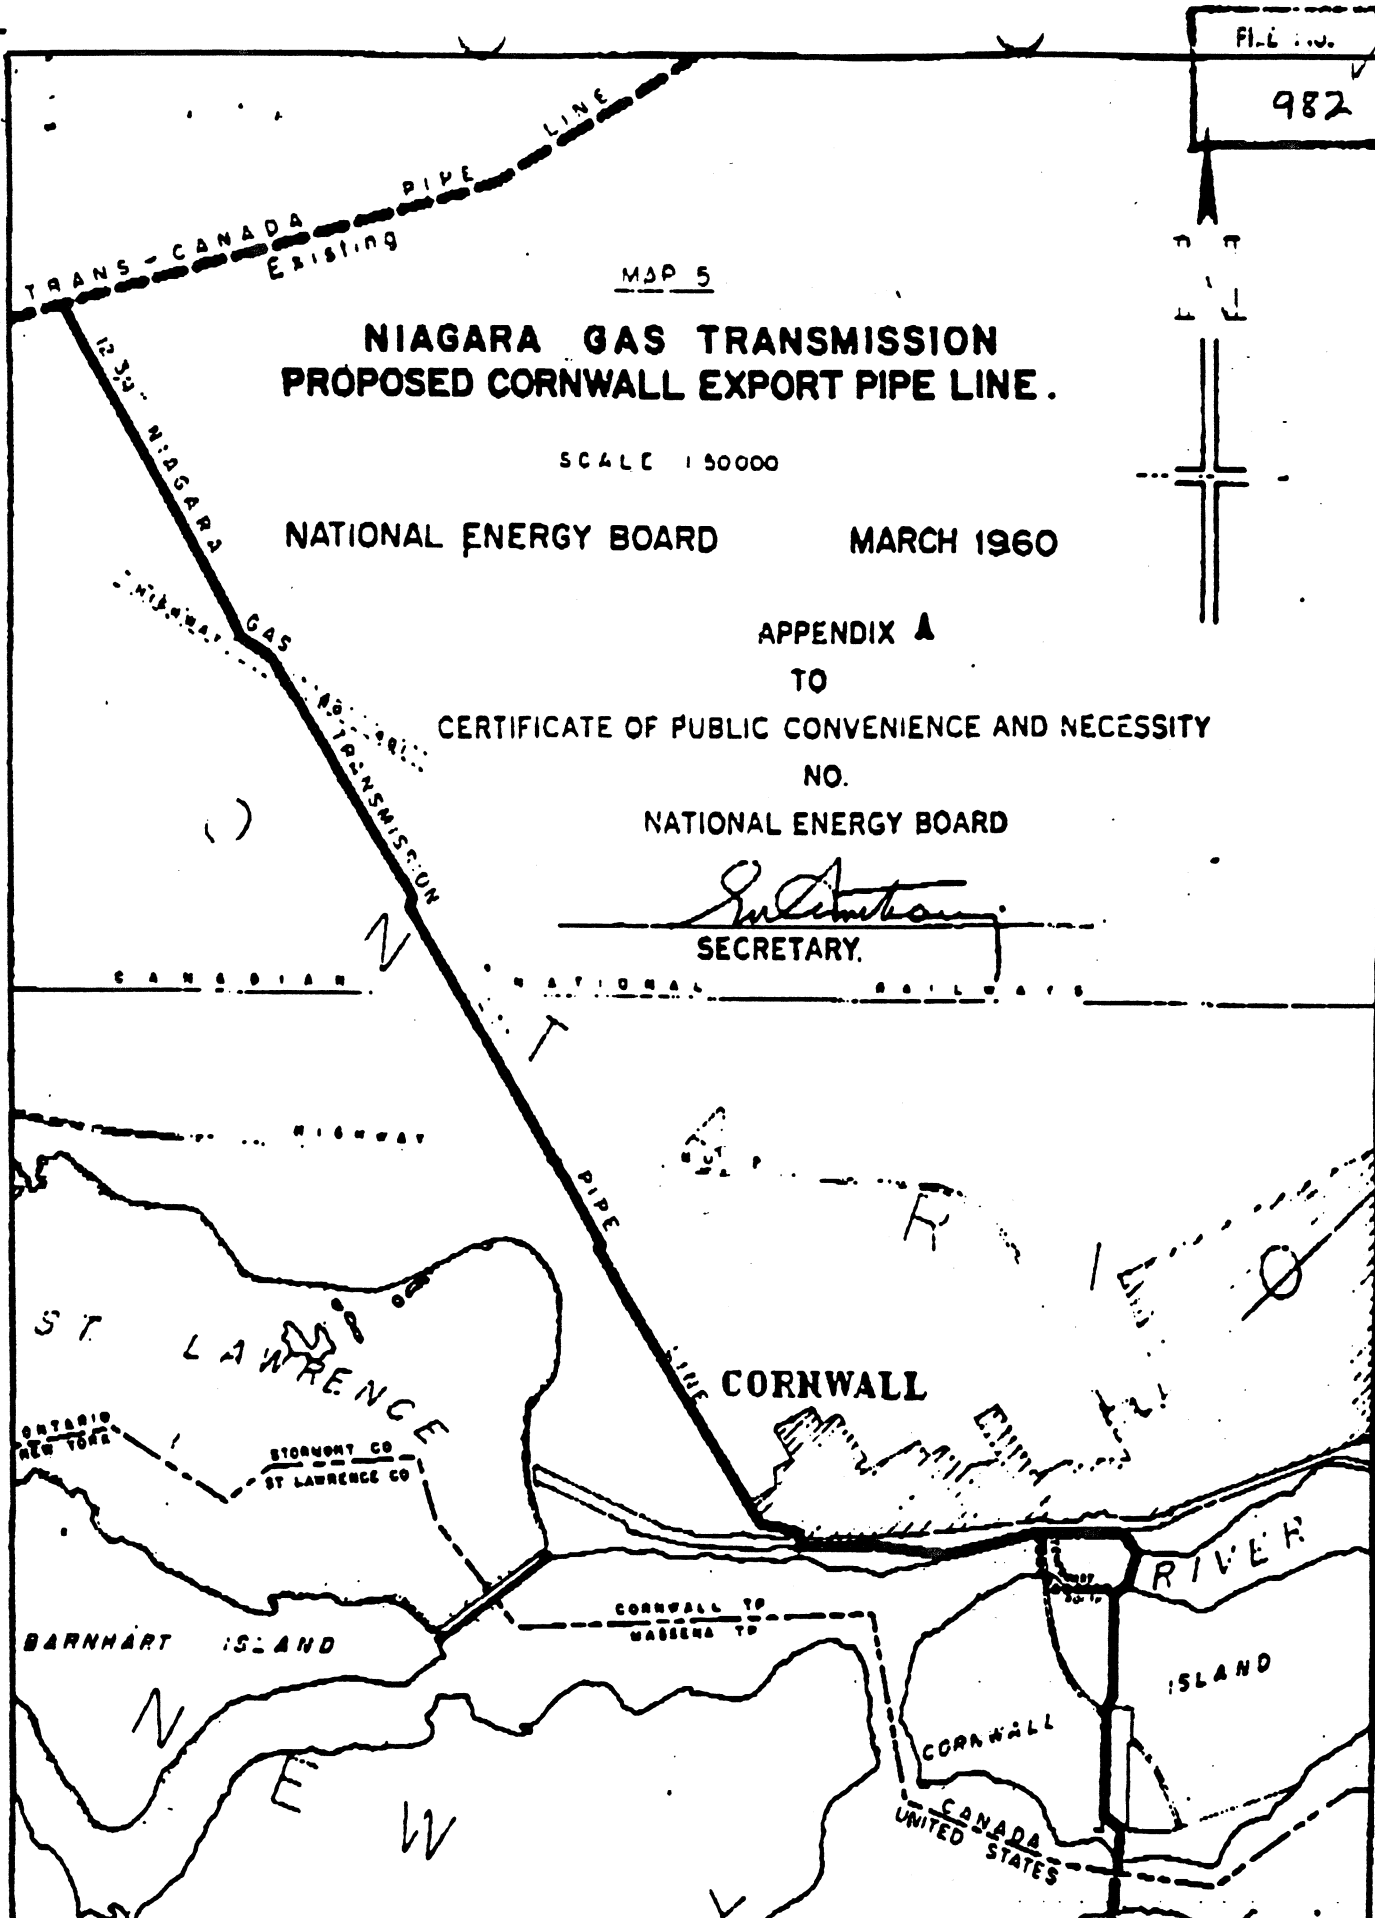 982
TRANS-CANADA PIPE LINE
Existing
MAP 5
NIAGARA GAS TRANSMISSION
PROPOSED CORNWALL EXPORT PIPE LINE.
SCALE 1 50000
NATIONAL ENERGY BOARD MARCH 1960
APPENDIX A
TO
CERTIFICATE OF PUBLIC CONVENIENCE AND NECESSITY
NO.
NATIONAL ENERGY BOARD
SECRETARY.
NIAGARA GAS TRANSMISSION PIPE LINE
HIGHWAY
CANADIAN NATIONAL RAILWAYS
HIGHWAY
ONTARIO
ST. LAWRENCE RIVER
CORNWALL
ONTARIO
NEW YORK
STORMONT CO
ST LAWRENCE CO
CORNWALL TP
MASSENA TP
BARNHART ISLAND
CORNWALL ISLAND
CANADA
UNITED STATES
NEW Y